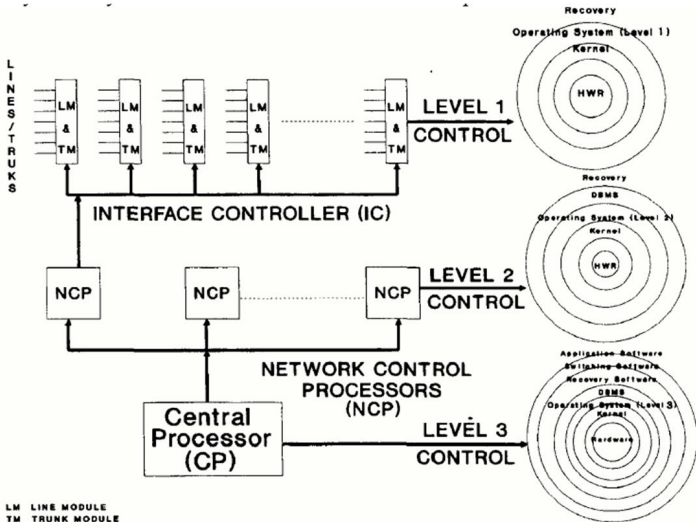 Recovery
Operating System (Level 1)
Kernel
HWR
LINES/TRUKS
LM & TM
LM & TM
LM & TM
LM & TM
LM & TM
LEVEL 1
CONTROL
INTERFACE CONTROLLER (IC)
Recovery
DBMS
Operating System (Level 2)
Kernel
HWR
NCP
NCP
NCP
LEVEL 2
CONTROL
NETWORK CONTROL
PROCESSORS
(NCP)
Application Software
Switching Software
Recovery Software
DBMS
Operating System (Level 3)
Kernel
Hardware
Central
Processor
(CP)
LEVEL 3
CONTROL
LM LINE MODULE
TM TRUNK MODULE